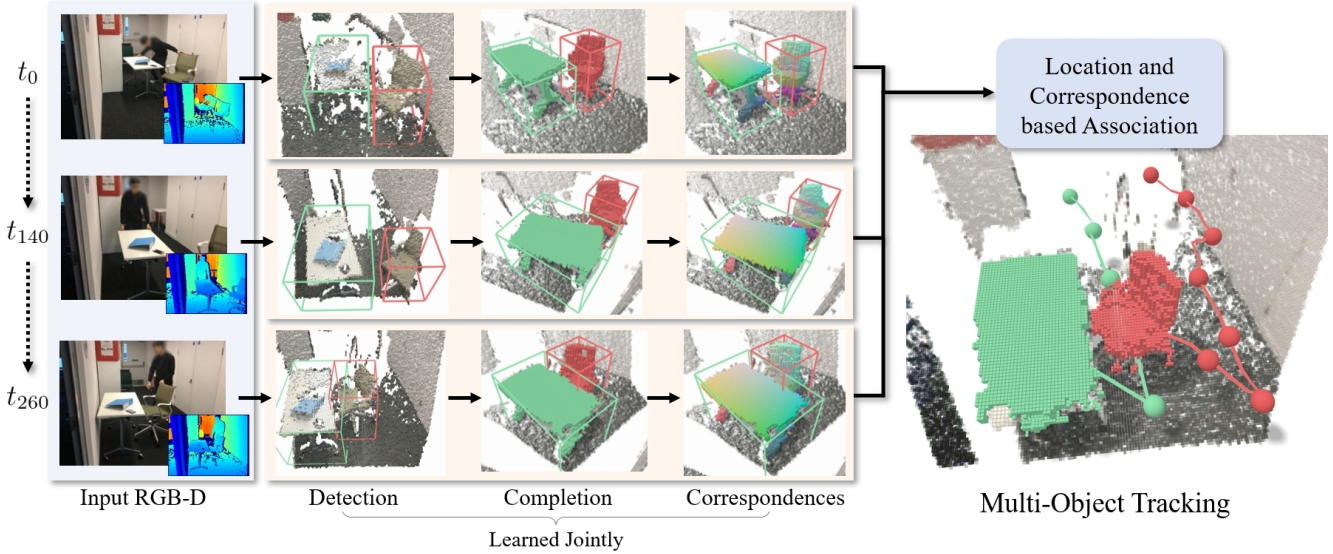 t0
t140
t260
Location and
Correspondence
based Association
Input RGB-D
Detection
Completion
Correspondences
Learned Jointly
Multi-Object Tracking